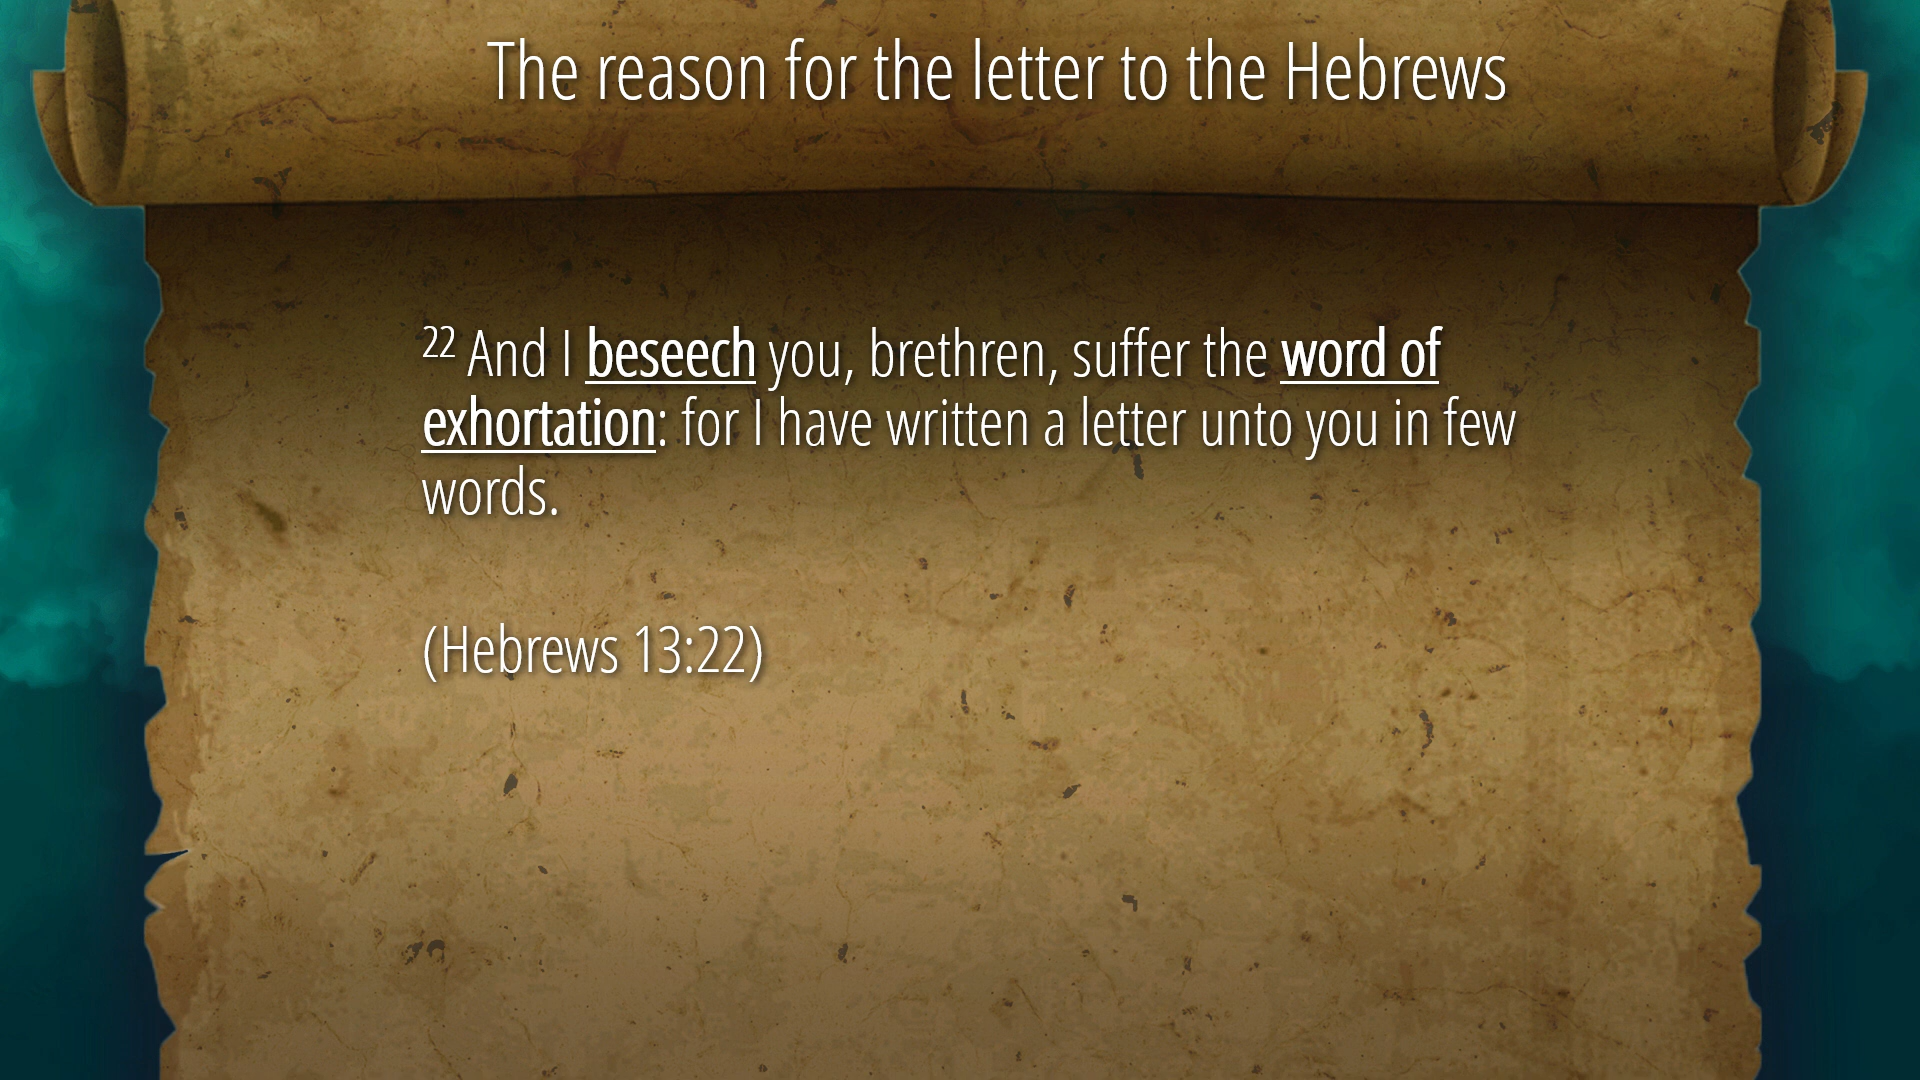 The reason for the letter to the Hebrews
22 And I beseech you, brethren, suffer the word of
exhortation: for I have written a letter unto you in few
words.
(Hebrews 13:22)